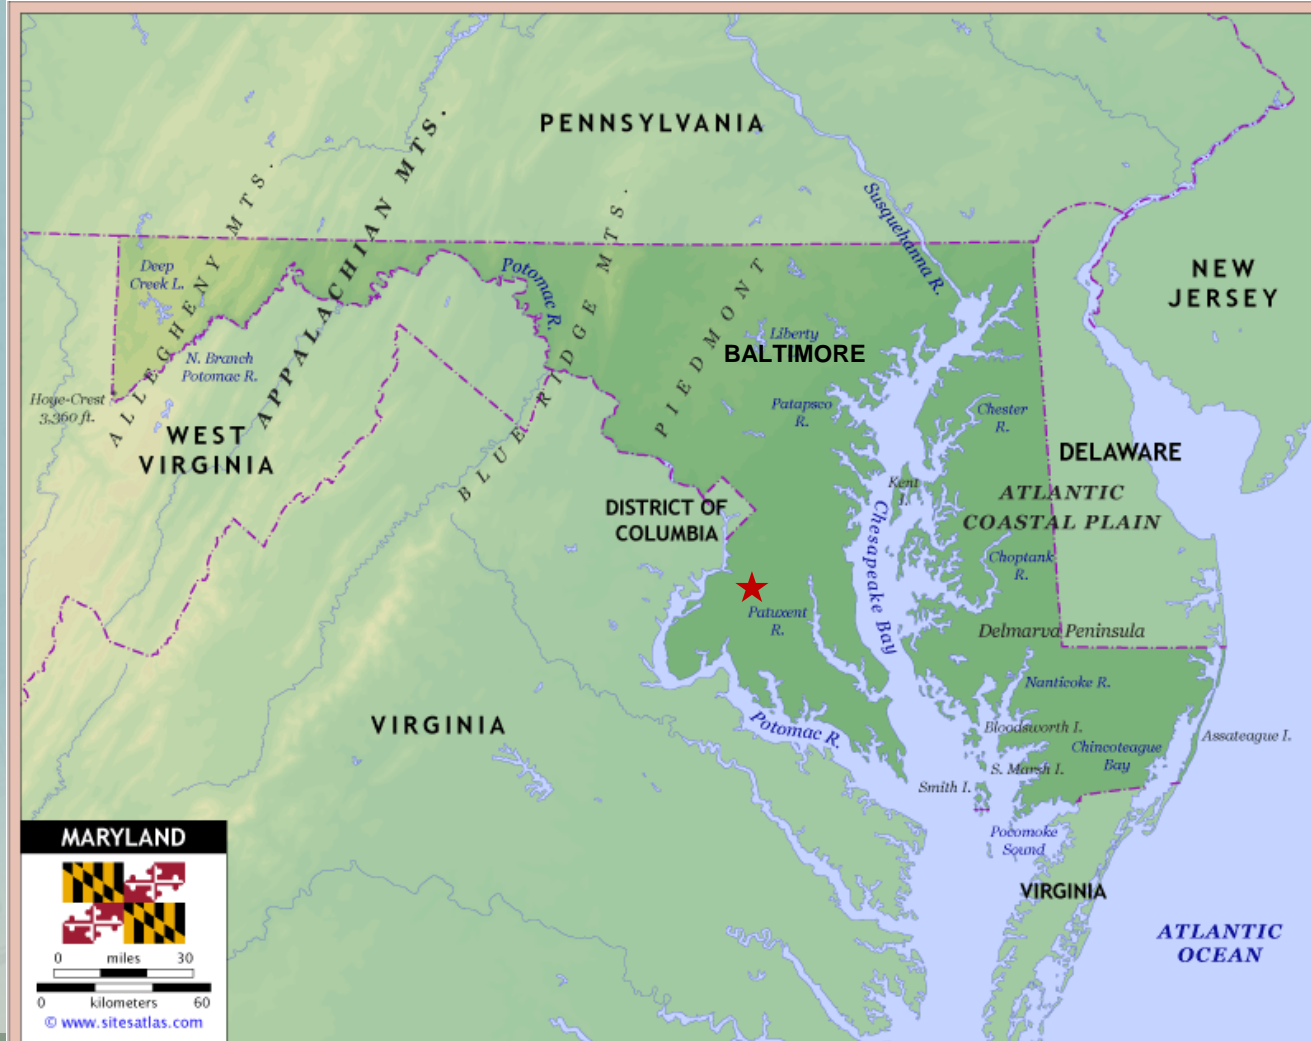 PENNSYLVANIA
Susquehanna R.
ALLEGHENY MTS.
APPALACHIAN MTS.
BLUE RIDGE MTS.
PIEDMONT
Deep
Creek L.
Potomac R.
NEW
JERSEY
N. Branch
Potomac R.
Liberty
BALTIMORE
Hoye-Crest
3,360 ft.
Patapsco
R.
Chester
R.
WEST
VIRGINIA
DELAWARE
Kent
I.
ATLANTIC
COASTAL PLAIN
DISTRICT OF
COLUMBIA
Chesapeake Bay
Choptank
R.
Patuxent
R.
Delmarva Peninsula
Nanticoke R.
VIRGINIA
Potomac R.
Bloodsworth I.
Assateague I.
Chincoteague
Bay
S. Marsh I.
Smith I.
Pocomoke
Sound
VIRGINIA
ATLANTIC
OCEAN
MARYLAND
0 miles 30
0 kilometers 60
© www.sitesatlas.com